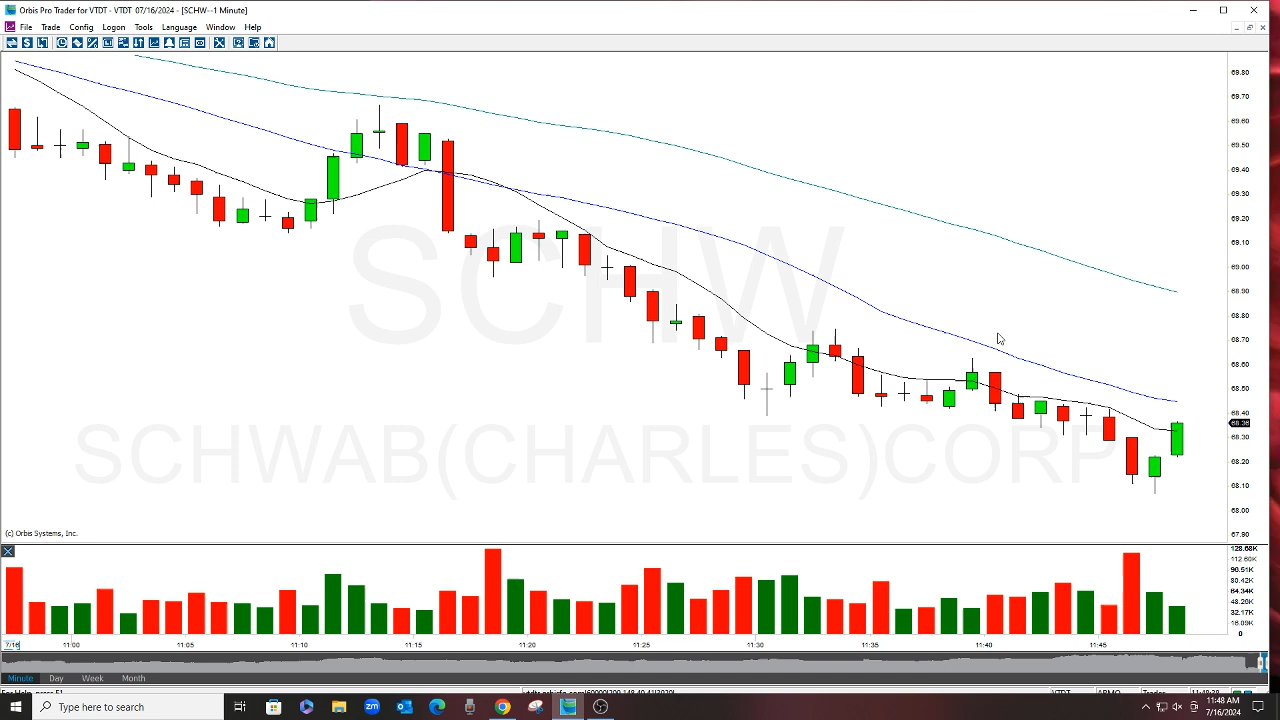 Orbis Pro Trader for VTDT - VTDT 07/16/2024 - [SCHW--1 Minute]
File Trade Config Logon Tools Language Window Help
69.80
69.70
69.60
69.50
69.40
69.30
69.20
69.10
69.00
68.90
68.80
68.70
68.60
68.50
68.40
68.36
68.30
68.20
68.10
68.00
67.90
SCHW
SCHWAB(CHARLES)CORP
(c) Orbis Systems, Inc.
128.68K
112.60K
96.51K
80.42K
64.34K
48.26K
32.17K
16.09K
0
7/16 11:00 11:05 11:10 11:15 11:20 11:25 11:30 11:35 11:40 11:45
Minute Day Week Month
Type here to search
zm
11:48 AM
7/16/2024